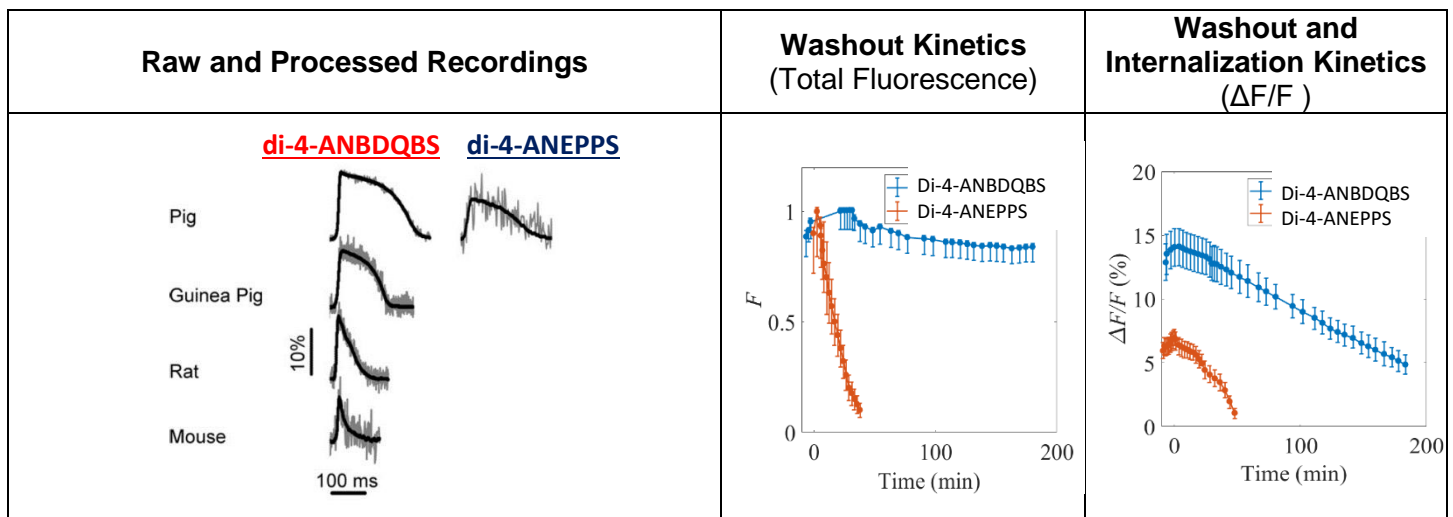 Raw and Processed Recordings
Washout Kinetics
(Total Fluorescence)
Washout and
Internalization Kinetics
(ΔF/F )
di-4-ANBDQBS di-4-ANEPPS
Pig
Guinea Pig
Rat
Mouse
10%
100 ms
Di-4-ANBDQBS
Di-4-ANEPPS
F
1
0.5
0
0 100 200
Time (min)
Di-4-ANBDQBS
Di-4-ANEPPS
ΔF/F (%)
20
15
10
5
0
0 100 200
Time (min)